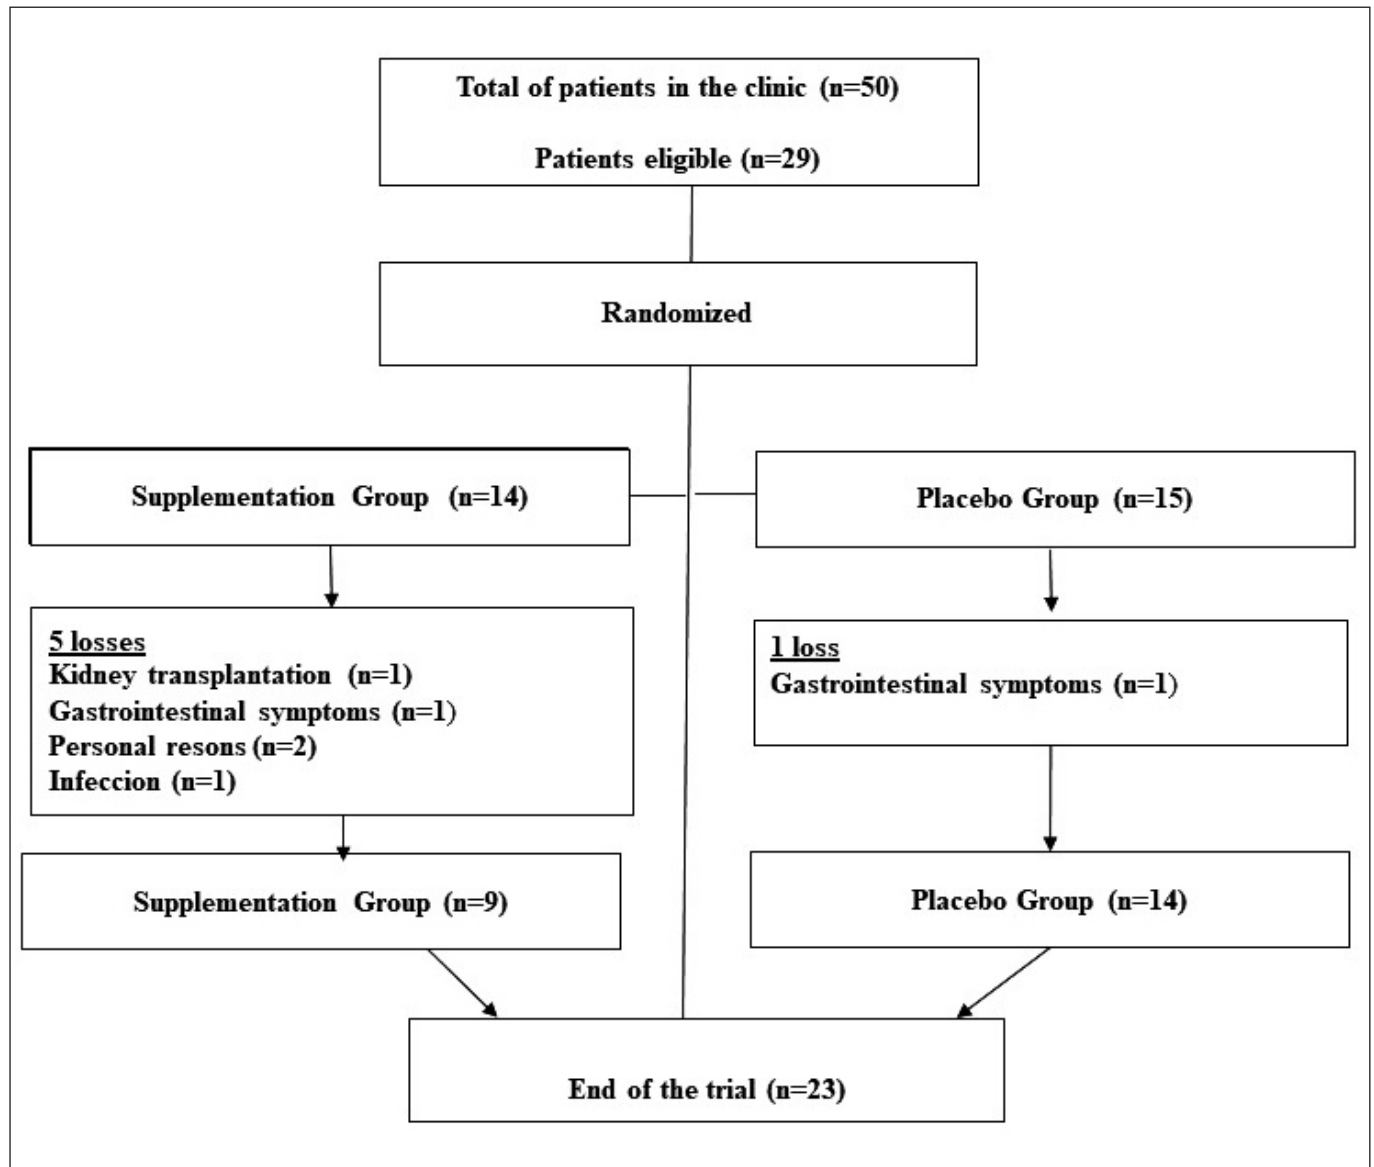 Total of patients in the clinic (n=50)
Patients eligible (n=29)
Randomized
Supplementation Group (n=14)
Placebo Group (n=15)
5 losses
Kidney transplantation (n=1)
Gastrointestinal symptoms (n=1)
Personal resons (n=2)
Infeccion (n=1)
1 loss
Gastrointestinal symptoms (n=1)
Supplementation Group (n=9)
Placebo Group (n=14)
End of the trial (n=23)